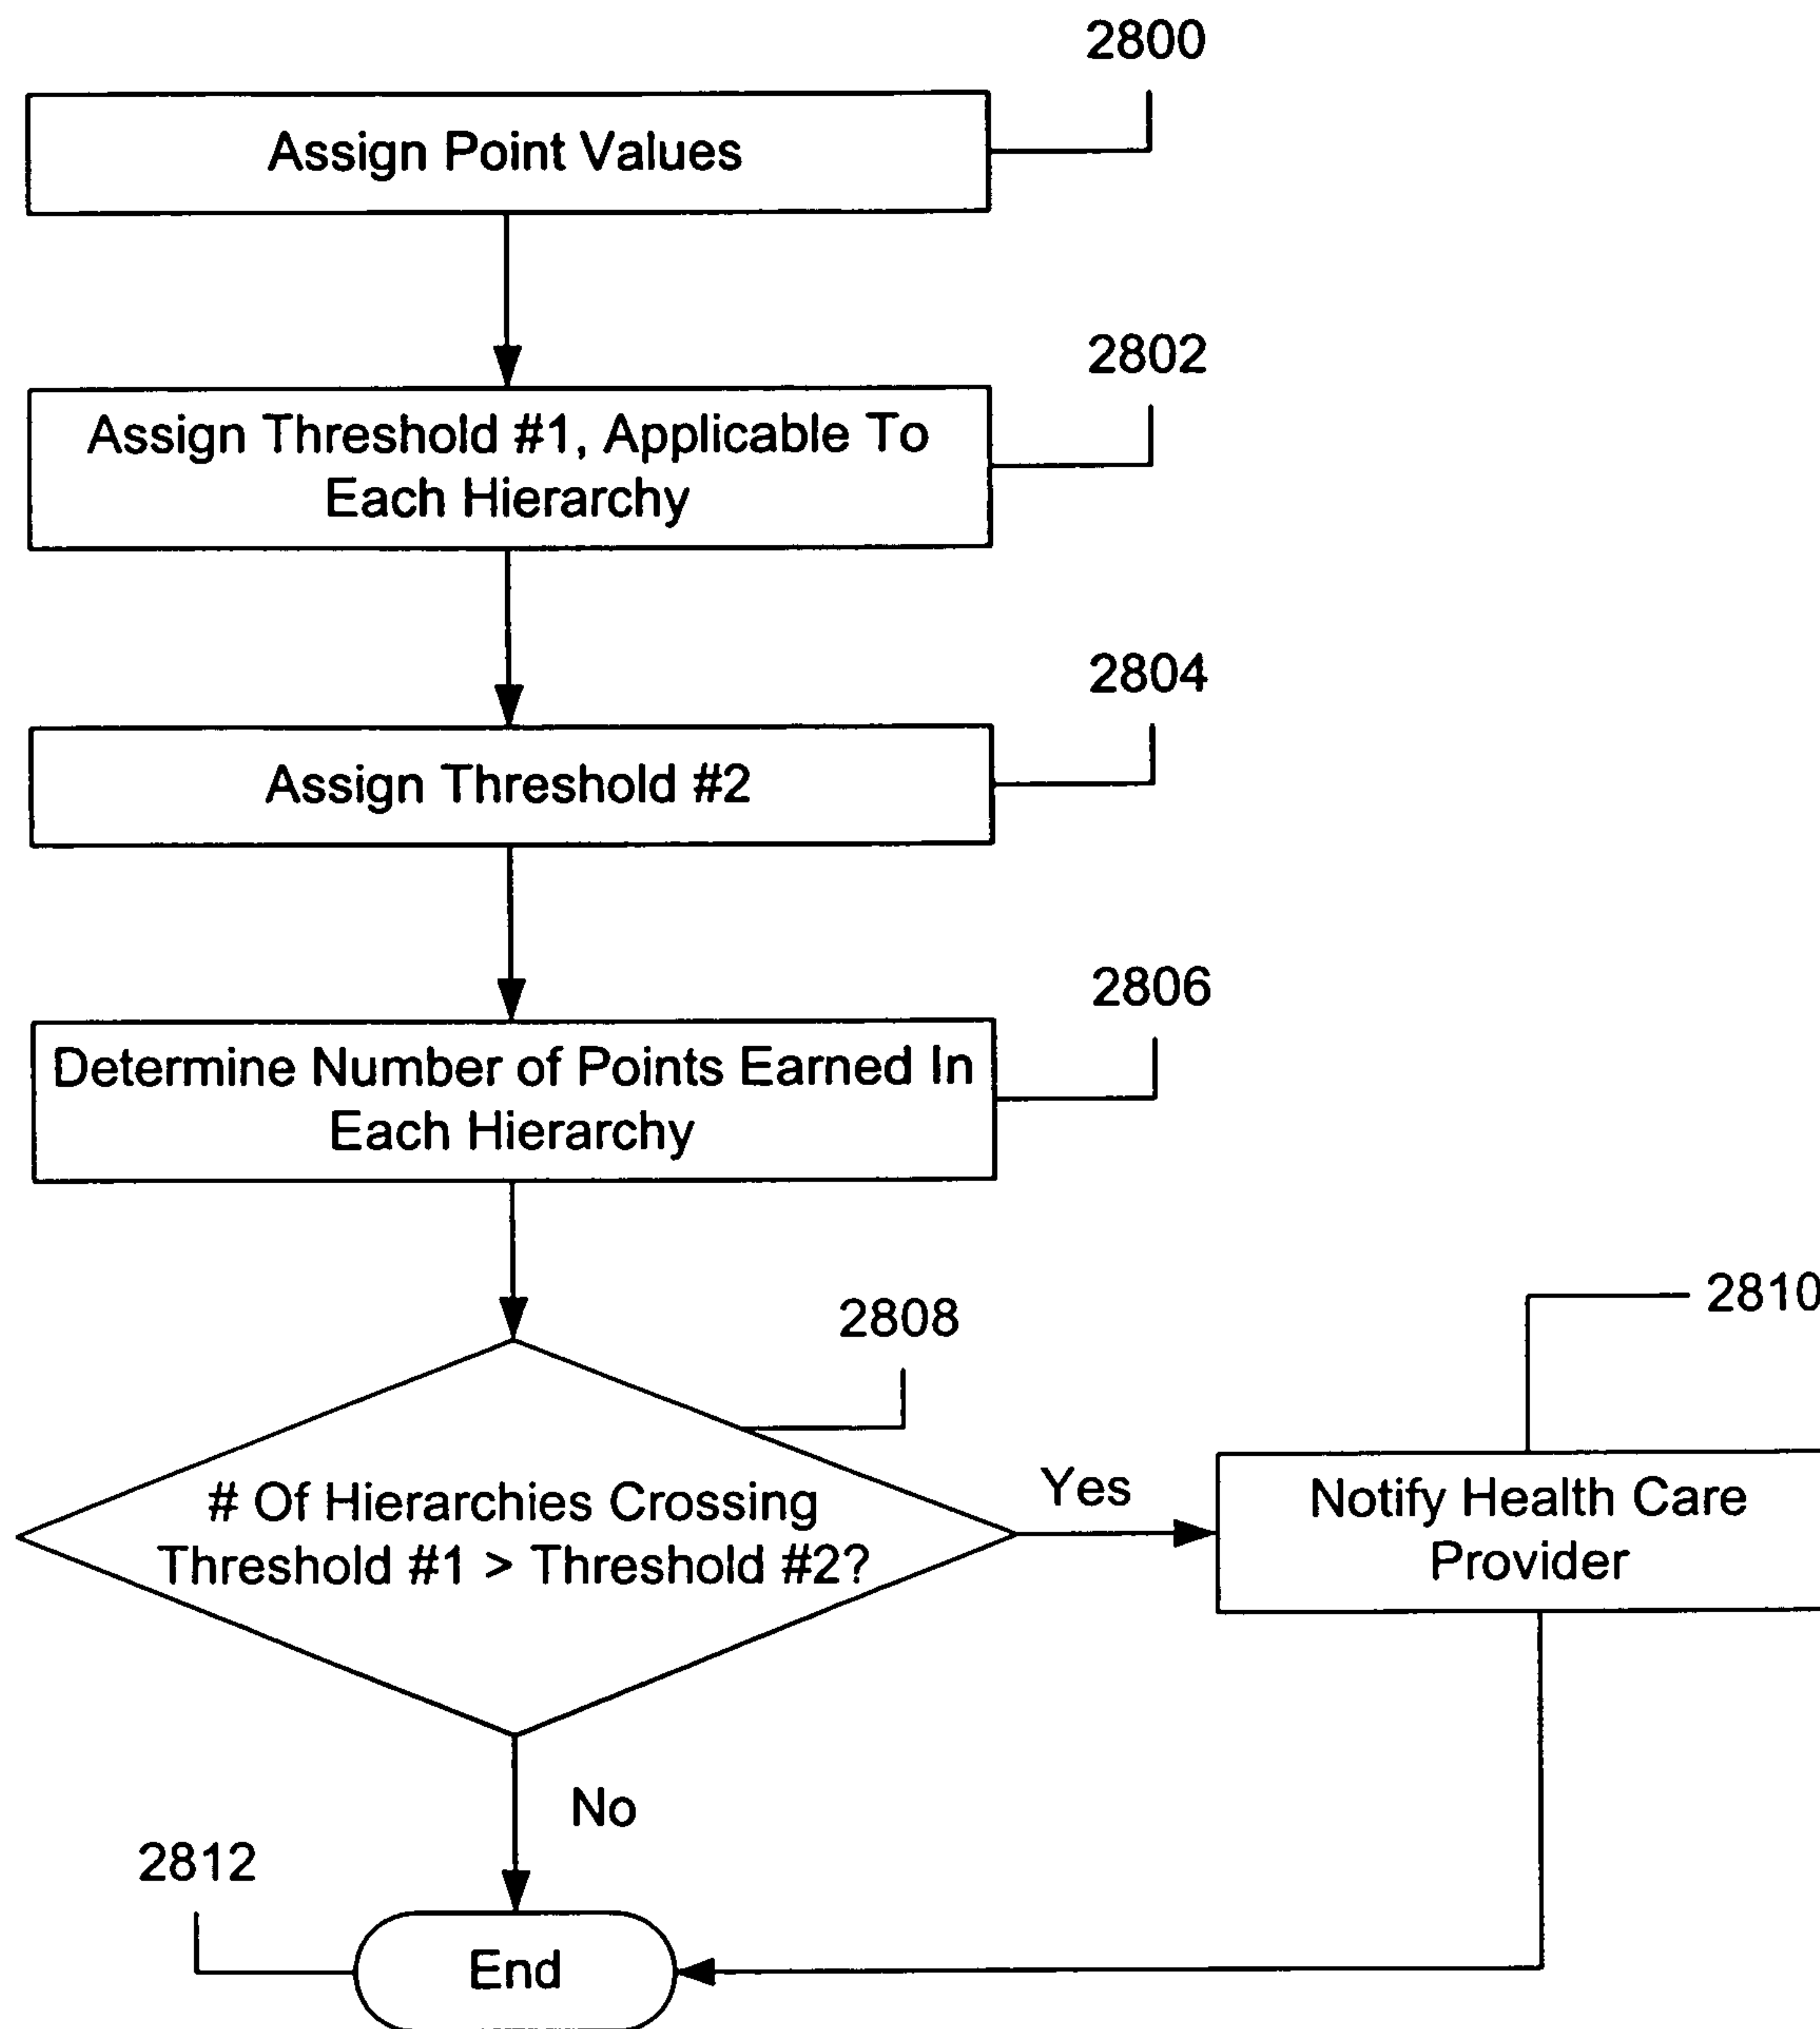 2800
Assign Point Values
2802
Assign Threshold #1, Applicable To
Each Hierarchy
2804
Assign Threshold #2
2806
Determine Number of Points Earned In
Each Hierarchy
2808
2810
# Of Hierarchies Crossing
Threshold #1 > Threshold #2?
Yes
Notify Health Care
Provider
No
2812
End